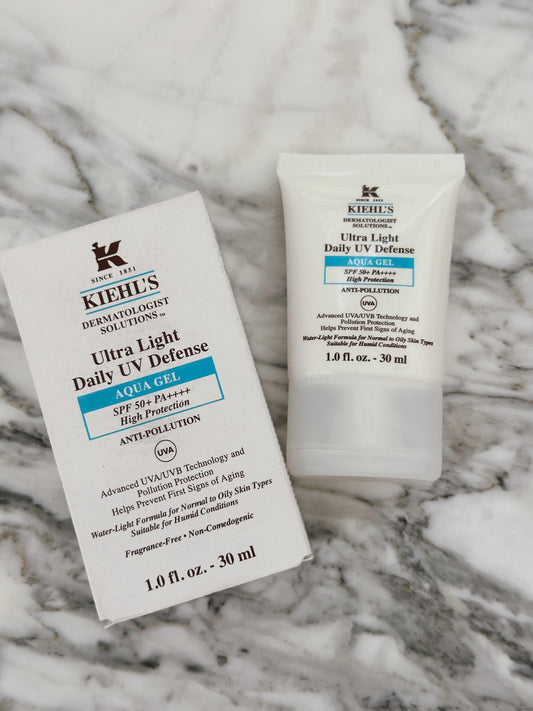 K
SINCE 1851
KIEHL'S
DERMATOLOGIST
SOLUTIONS™
Ultra Light
Daily UV Defense
AQUA GEL
SPF 50+ PA++++
High Protection
ANTI-POLLUTION
UVA
Advanced UVA/UVB Technology and
Pollution Protection
Helps Prevent First Signs of Aging
Water-Light Formula for Normal to Oily Skin Types
Suitable for Humid Conditions
Fragrance-Free • Non-Comedogenic
1.0 fl. oz. - 30 ml
K
SINCE 1851
KIEHL'S
DERMATOLOGIST
SOLUTIONS™
Ultra Light
Daily UV Defense
AQUA GEL
SPF 50+ PA++++
High Protection
ANTI-POLLUTION
UVA
Advanced UVA/UVB Technology and
Pollution Protection
Helps Prevent First Signs of Aging
Water-Light Formula for Normal to Oily Skin Types
Suitable for Humid Conditions
1.0 fl. oz. - 30 ml